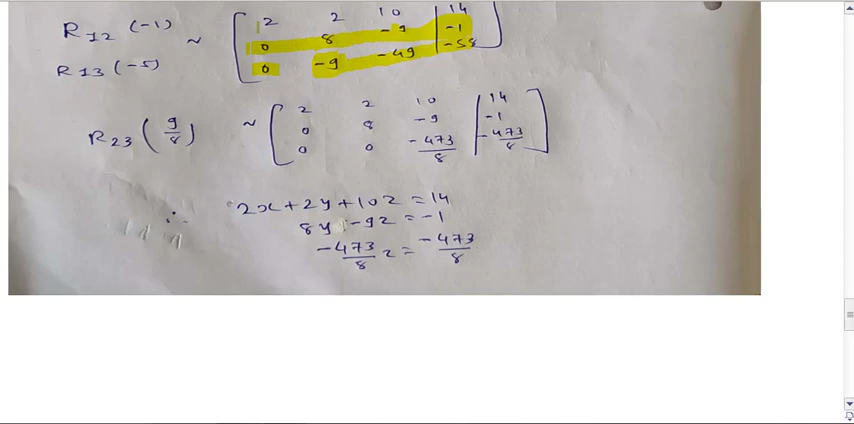 R12 (-1) ~ [ 2 2 10 | 14
0 8 -9 | -1
R13 (-5) 0 -9 -49 | -58 ]
R23 (9/8) ~ [ 2 2 10 | 14
0 8 -9 | -1
0 0 -473/8 | -473/8 ]
∴ 2x+2y+10z=14
8y-9z=-1
-473/8 z = -473/8